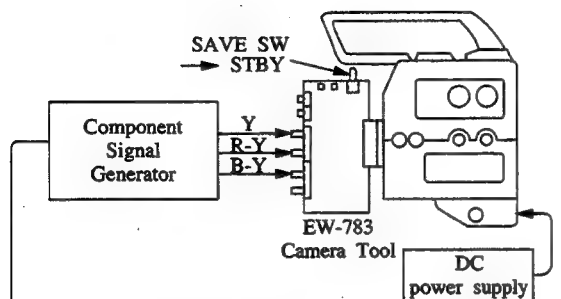 SAVE SW
STBY
Component
Signal
Generator
Y
R-Y
B-Y
EW-783
Camera Tool
DC
power supply